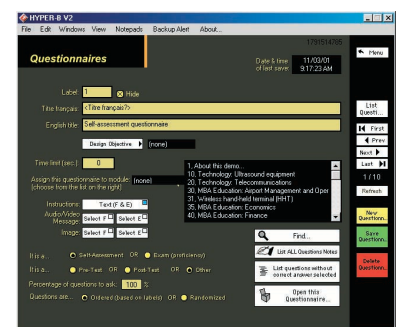 HYPER-B V2
File Edit Windows View Notepads Backup Alert About...
1701514765
Questionnaires
Date & time of last save: 11/03/01 9:17:23 AM
Menu
Label: 1 Hide
Titre français: <Titre français?>
English title: Self-assessment questionnaire
Design Objective (none)
Time limit (sec.) 0
Assign this questionnaire to module: (none)
(choose from the list on the right)
1, About this demo...
10, Technology: Ultrasound equipment
20, Technology: Telecommunications
30, MBA Education: Airport Management and Oper
31, Wireless hand-held terminal (HHT)
35, MBA Education: Economics
40, MBA Education: Finance
Instructions: Text (F & E)
Audio/Video Message: Select F Select E
Image: Select F Select E
It is a... Self-Assessment OR Exam (proficiency)
It is a... Pre-Test OR Post-Test OR Other
Percentage of questions to ask: 100 %
Questions are... Ordered (based on labels) OR Randomized
Find...
List ALL Questions Notes
List questions without
correct answer selected
Open this
Questionnaire...
List
Questi...
First
Prev
Next
Last
1 / 10
Refresh
New
Questionn.
Save
Questionn.
Delete
Questionn.